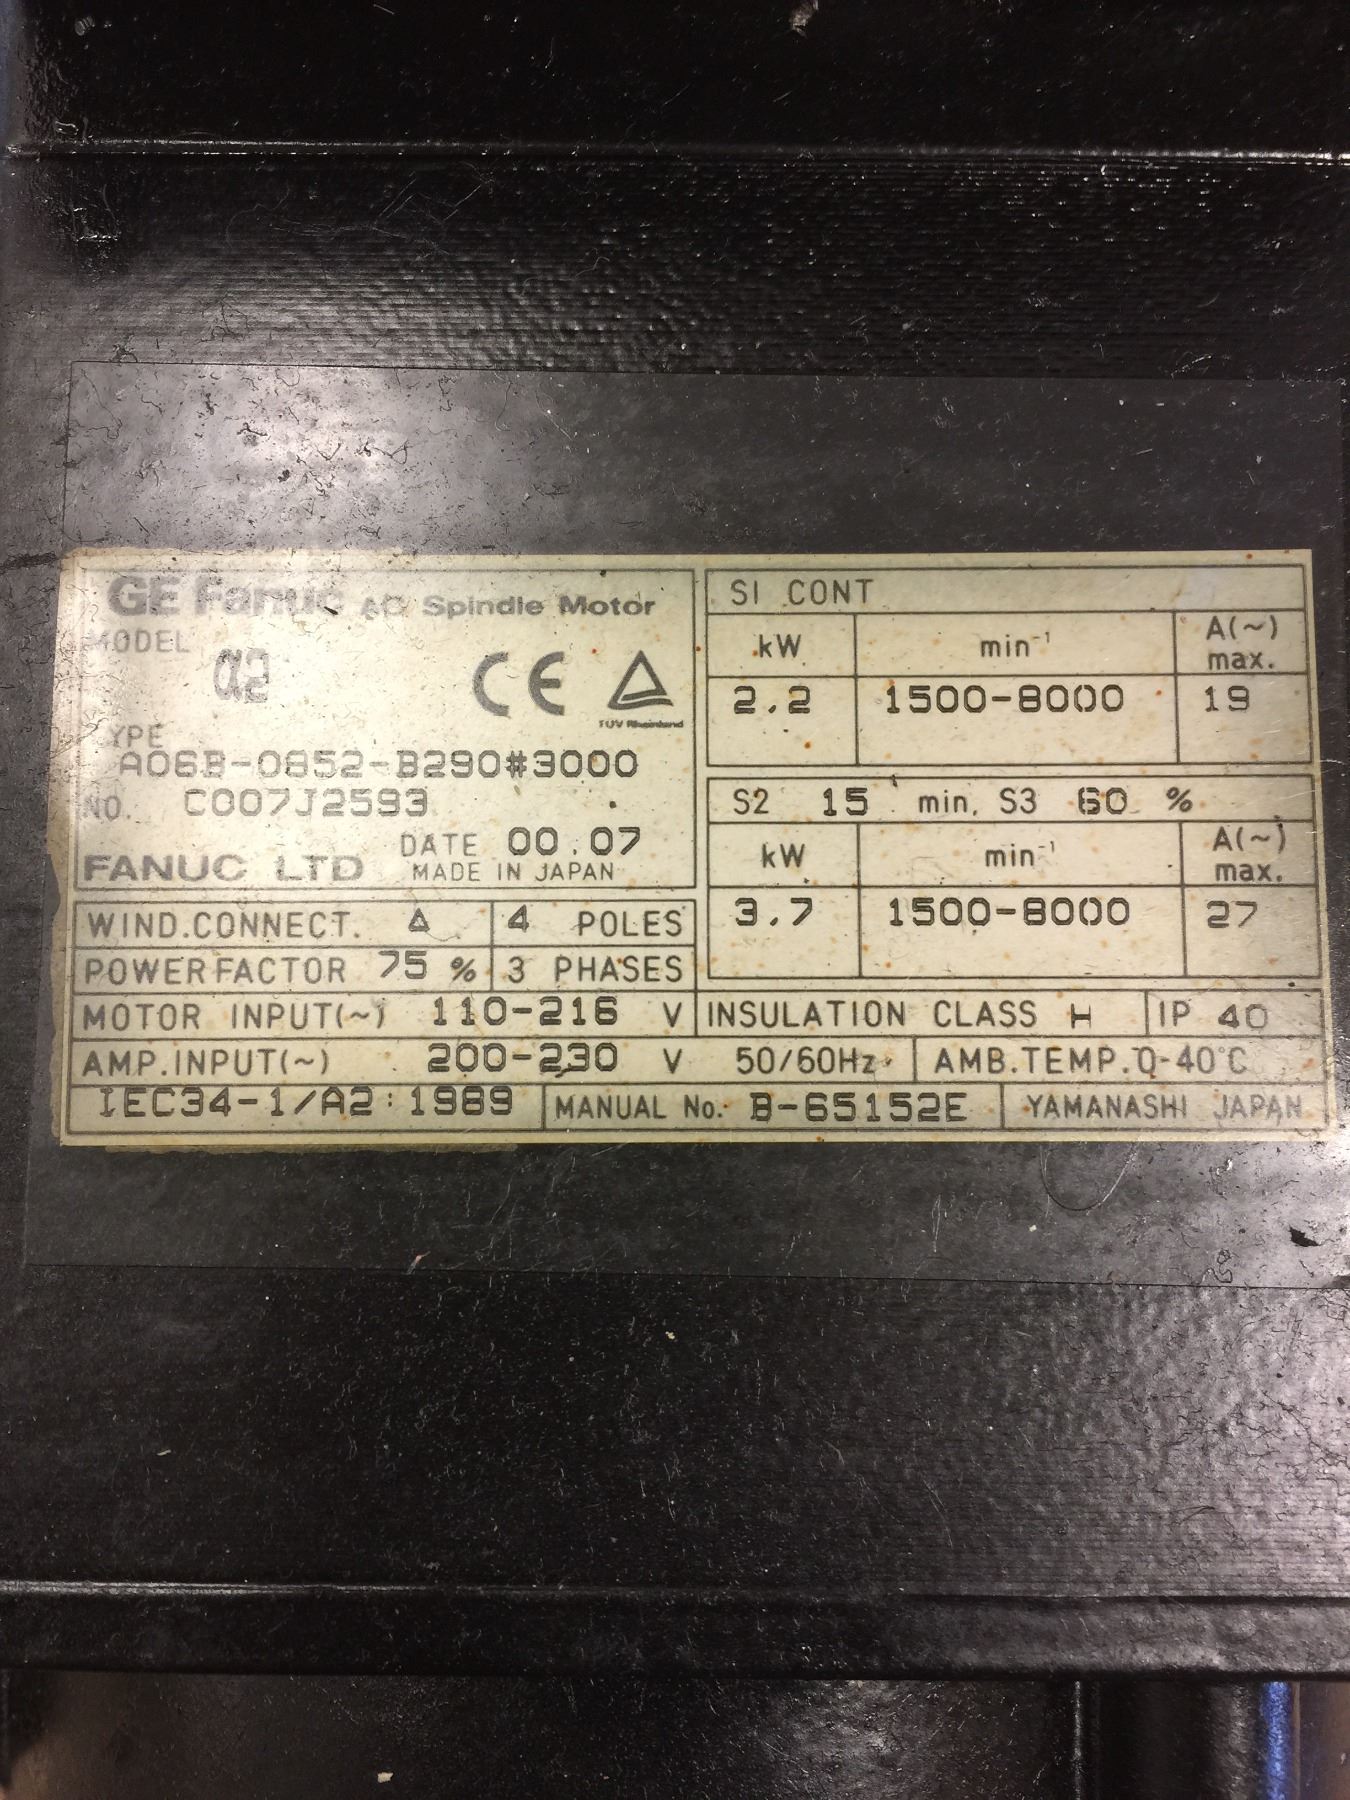 GE Fanuc AC Spindle Motor
MODEL
α2
CE
TÜV Rheinland
YPE
A06B-0852-B290#3000
NO. C007J2593
DATE 00.07
FANUC LTD MADE IN JAPAN
WIND.CONNECT. Δ 4 POLES
POWER FACTOR 75 % 3 PHASES
SI CONT
kW min⁻¹ A(~) max.
2.2 1500-8000 19
S2 15 min, S3 60 %
kW min⁻¹ A(~) max.
3.7 1500-8000 27
MOTOR INPUT(~) 110-216 V INSULATION CLASS H IP 40
AMP.INPUT(~) 200-230 V 50/60Hz AMB.TEMP.0-40°C
IEC34-1/A2:1989 MANUAL No. B-65152E YAMANASHI JAPAN